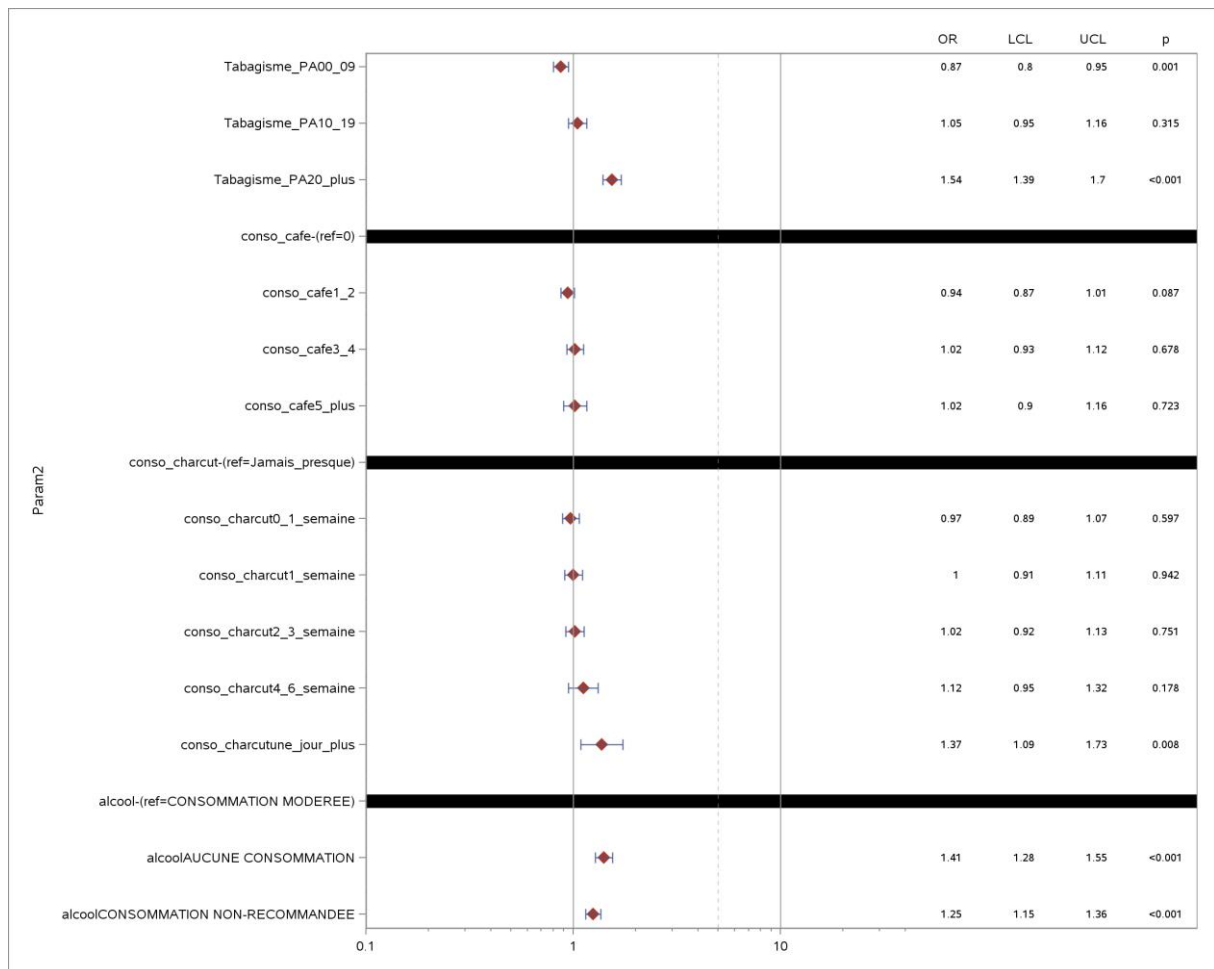 OR LCL UCL p
Tabagisme_PA00_09 0.87 0.8 0.95 0.001
Tabagisme_PA10_19 1.05 0.95 1.16 0.315
Tabagisme_PA20_plus 1.54 1.39 1.7 <0.001
conso_cafe-(ref=0)
conso_cafe1_2 0.94 0.87 1.01 0.087
conso_cafe3_4 1.02 0.93 1.12 0.678
conso_cafe5_plus 1.02 0.9 1.16 0.723
conso_charcut-(ref=Jamais_presque)
Param2
conso_charcut0_1_semaine 0.97 0.89 1.07 0.597
conso_charcut1_semaine 1 0.91 1.11 0.942
conso_charcut2_3_semaine 1.02 0.92 1.13 0.751
conso_charcut4_6_semaine 1.12 0.95 1.32 0.178
conso_charcutune_jour_plus 1.37 1.09 1.73 0.008
alcool-(ref=CONSOMMATION MODEREE)
alcoolAUCUNE CONSOMMATION 1.41 1.28 1.55 <0.001
alcoolCONSOMMATION NON-RECOMMANDEE 1.25 1.15 1.36 <0.001
0.1 1 10